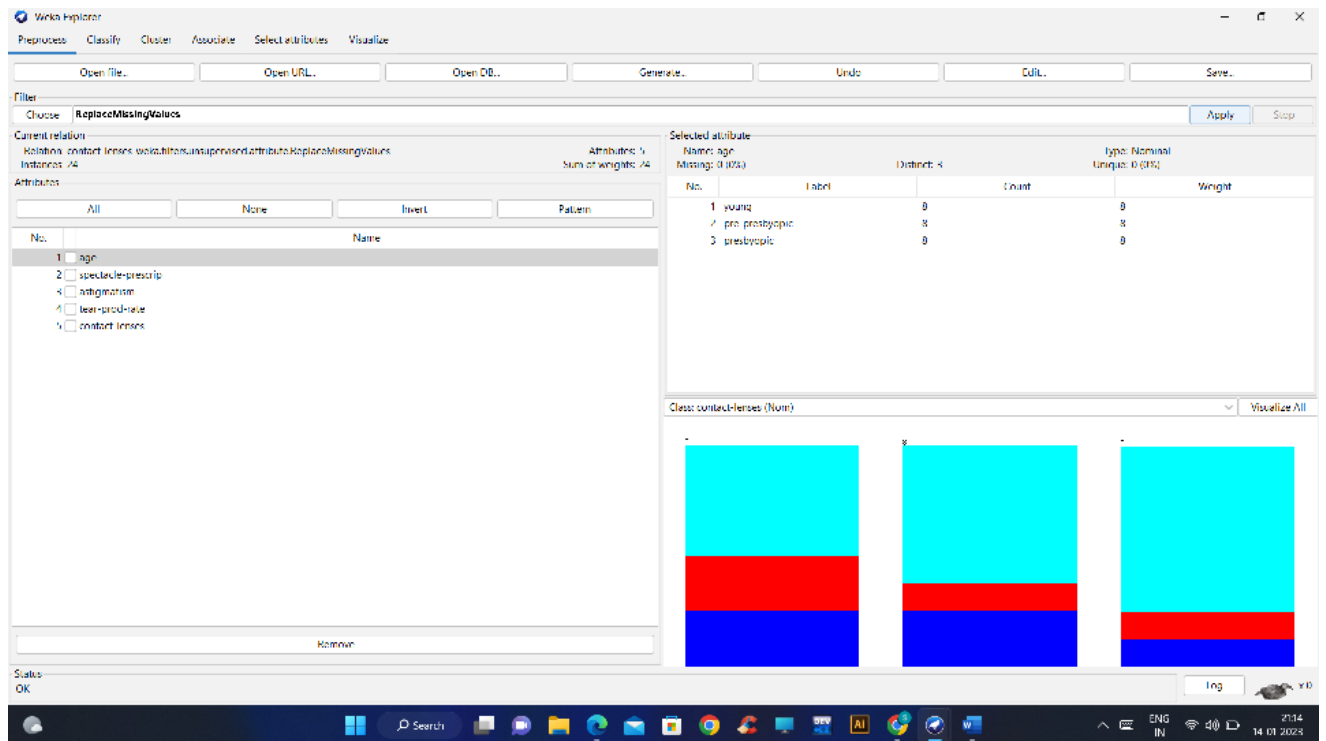 Weka Explorer
Preprocess Classify Cluster Associate Select attributes Visualize
Open file... Open URL... Open DB... Generate... Undo Edit... Save...
Filter
Choose ReplaceMissingValues Apply Stop
Current relation
Relation: contact-lenses-weka.filters.unsupervised.attribute.ReplaceMissingValues Attributes: 5
Instances: 24 Sum of weights: 24
Selected attribute
Name: age Type: Nominal
Missing: 0 (0%) Distinct: 3 Unique: 0 (0%)
Attributes
All None Invert Pattern
No. Name
1 age
2 spectacle-prescrip
3 astigmatism
4 tear-prod-rate
5 contact-lenses
No. Label Count Weight
1 young 8 8
2 pre-presbyopic 8 8
3 presbyopic 8 8
Class: contact-lenses (Nom) Visualize All
8
Remove
Status
OK
Log x 0
Search
DEV
Ai
ENG
IN
21:14
14-01-2023